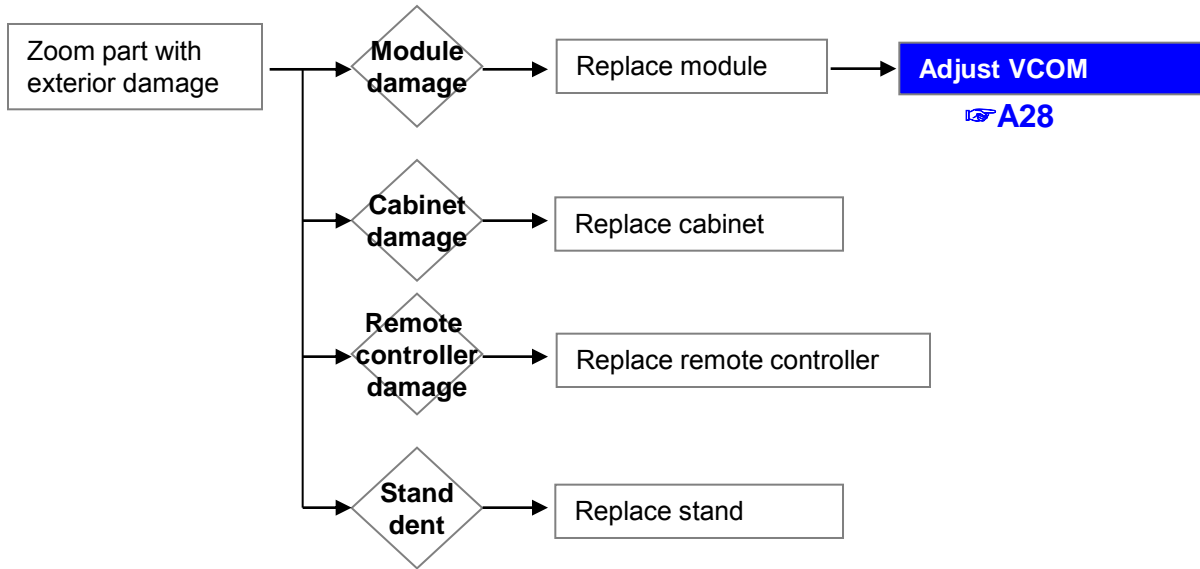 Zoom part with
exterior damage
Module
damage
Replace module
Adjust VCOM
☞A28
Cabinet
damage
Replace cabinet
Remote
controller
damage
Replace remote controller
Stand
dent
Replace stand